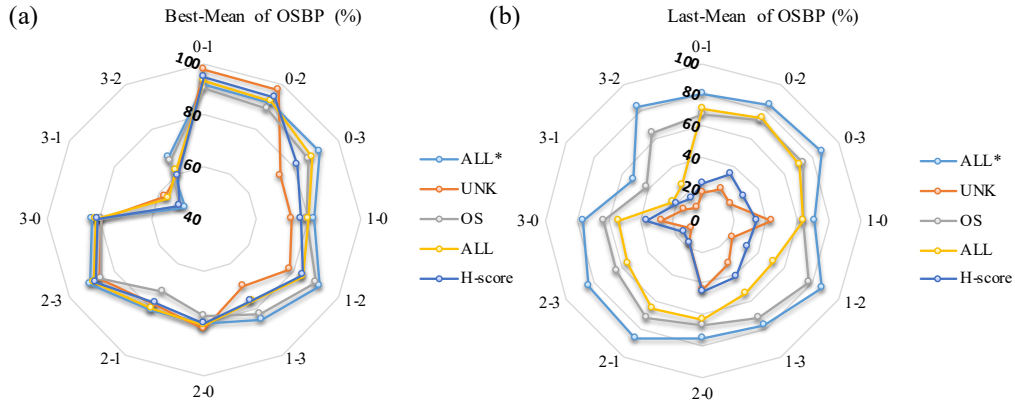 (a)
Best-Mean of OSBP (%)
0-1
0-2
0-3
1-0
1-2
1-3
2-0
2-1
2-3
3-0
3-1
3-2
100
80
60
40
ALL*
UNK
OS
ALL
H-score
(b)
Last-Mean of OSBP (%)
0-1
0-2
0-3
1-0
1-2
1-3
2-0
2-1
2-3
3-0
3-1
3-2
100
80
60
40
20
0
ALL*
UNK
OS
ALL
H-score